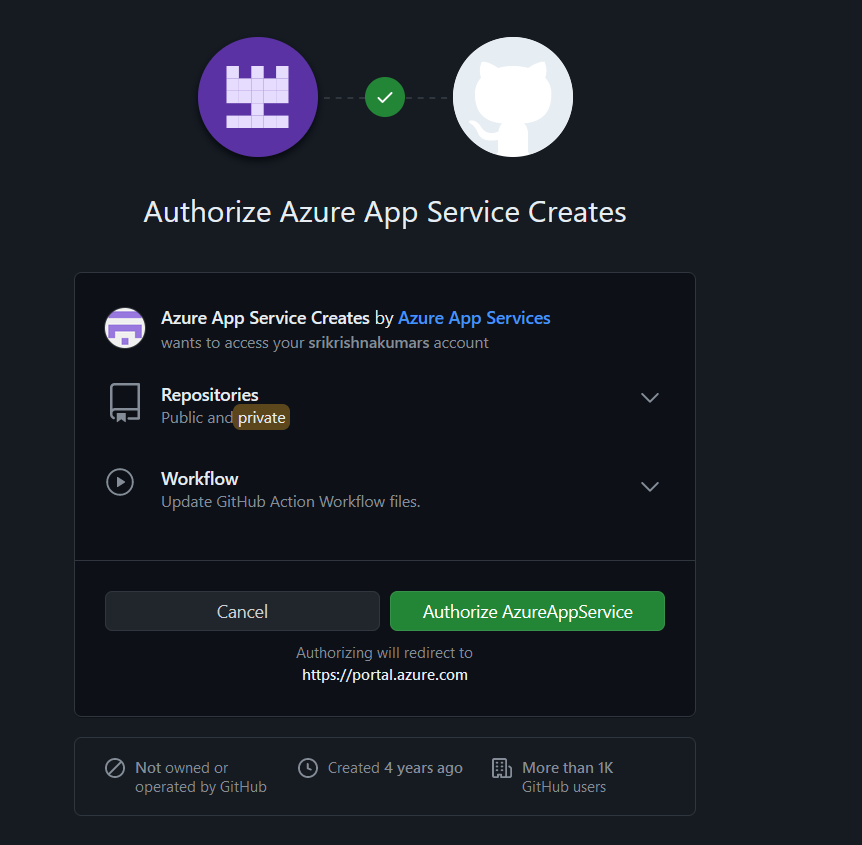 Authorize Azure App Service Creates
Azure App Service Creates by Azure App Services
wants to access your srikrishnakumars account
Repositories
Public and private
Workflow
Update GitHub Action Workflow files.
Cancel
Authorize AzureAppService
Authorizing will redirect to
https://portal.azure.com
Not owned or
operated by GitHub
Created 4 years ago
More than 1K
GitHub users